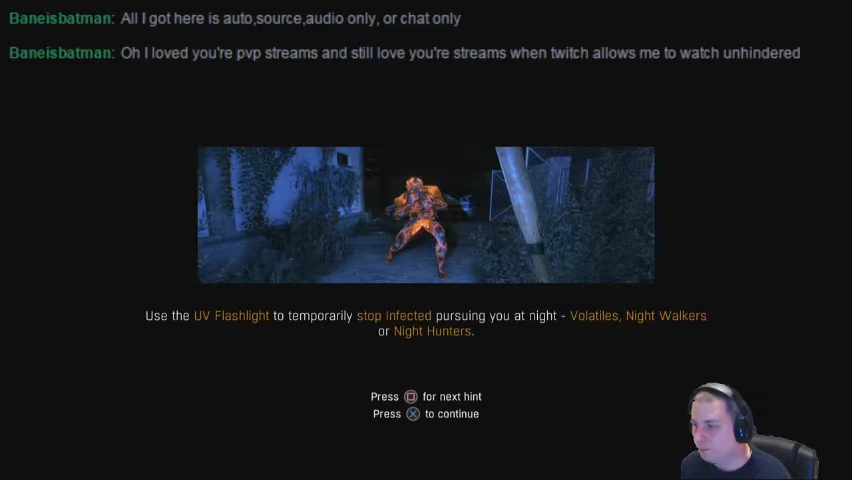 Baneisbatman: All I got here is auto,source,audio only, or chat only
Baneisbatman: Oh I loved you're pvp streams and still love you're streams when twitch allows me to watch unhindered
Use the UV Flashlight to temporarily stop Infected pursuing you at night - Volatiles, Night Walkers
or Night Hunters.
Press for next hint
Press to continue